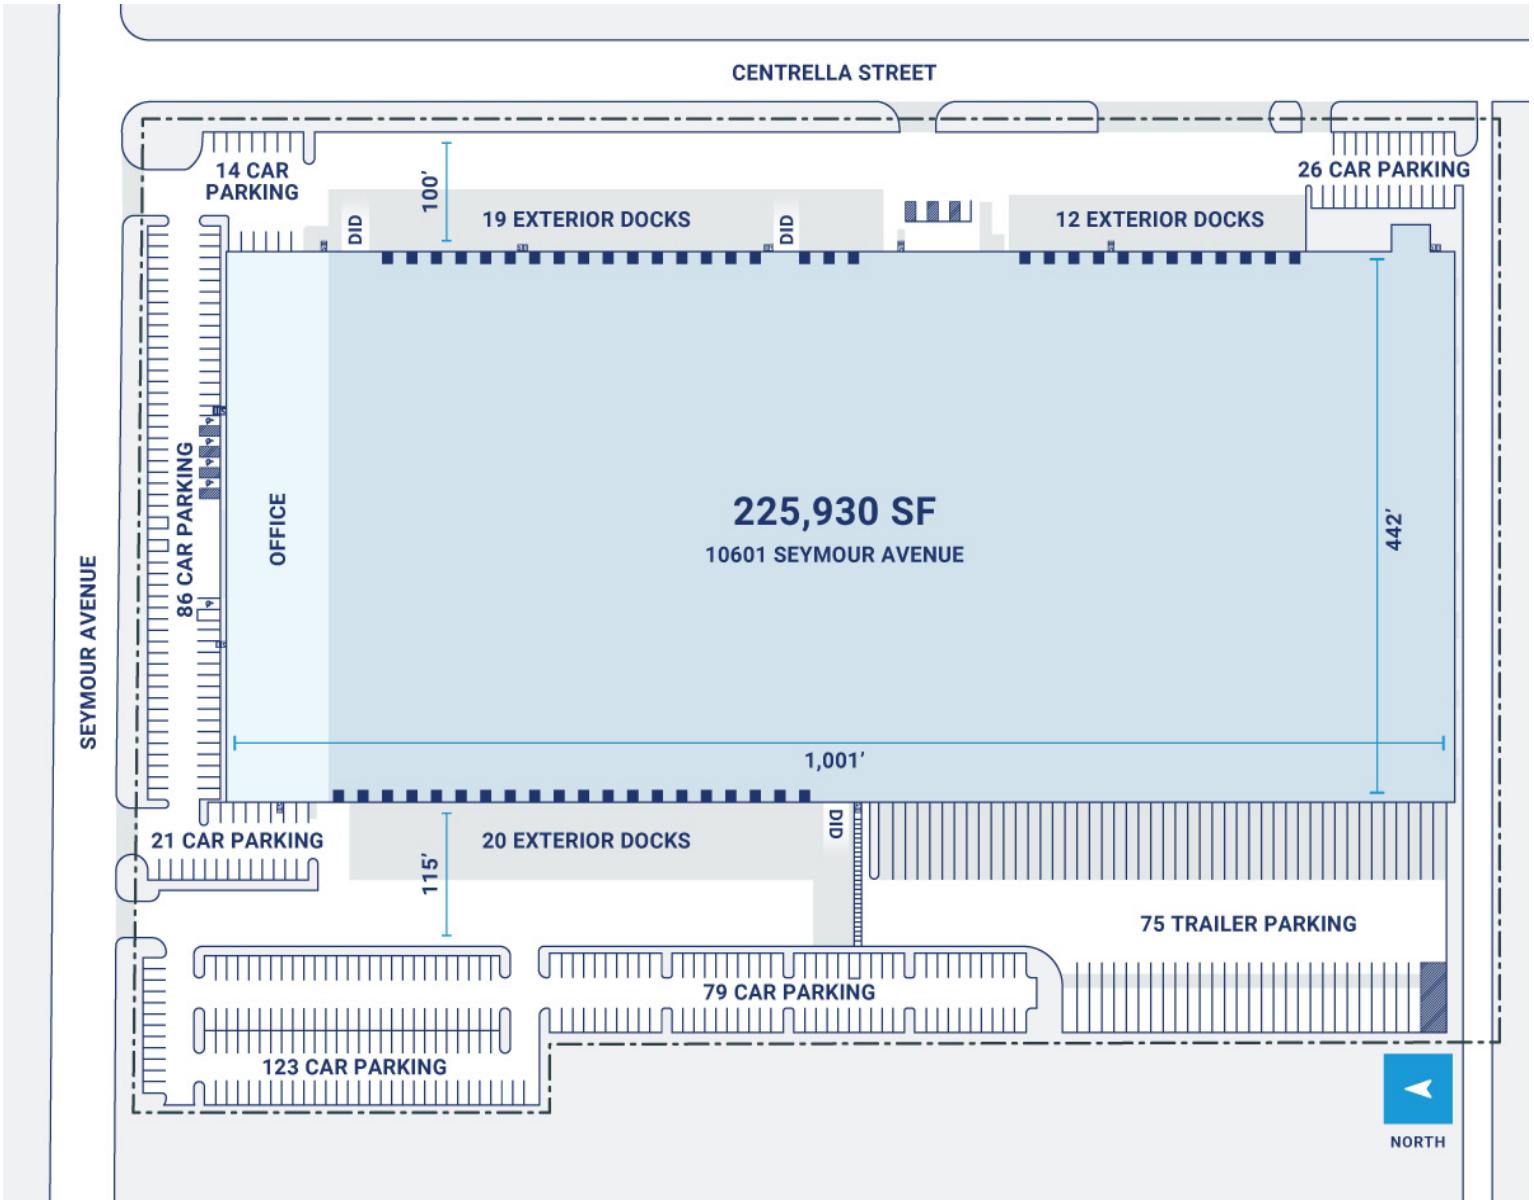 CENTRELLA STREET
14 CAR
PARKING
26 CAR PARKING
100’
DID
19 EXTERIOR DOCKS
DID
12 EXTERIOR DOCKS
86 CAR PARKING
OFFICE
225,930 SF
10601 SEYMOUR AVENUE
442’
SEYMOUR AVENUE
1,001’
21 CAR PARKING
115’
20 EXTERIOR DOCKS
DID
75 TRAILER PARKING
79 CAR PARKING
123 CAR PARKING
NORTH